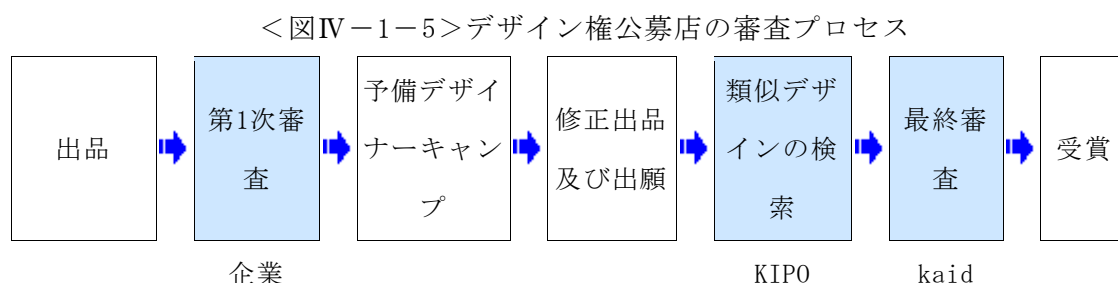 <図Ⅳ－1－5>デザイン権公募店の審査プロセス
出品
第1次審
査
予備デザイ
ナーキャン
プ
修正出品
及び出願
類似デザ
インの検
索
最終審
査
受賞
企業
KIPO
kaid